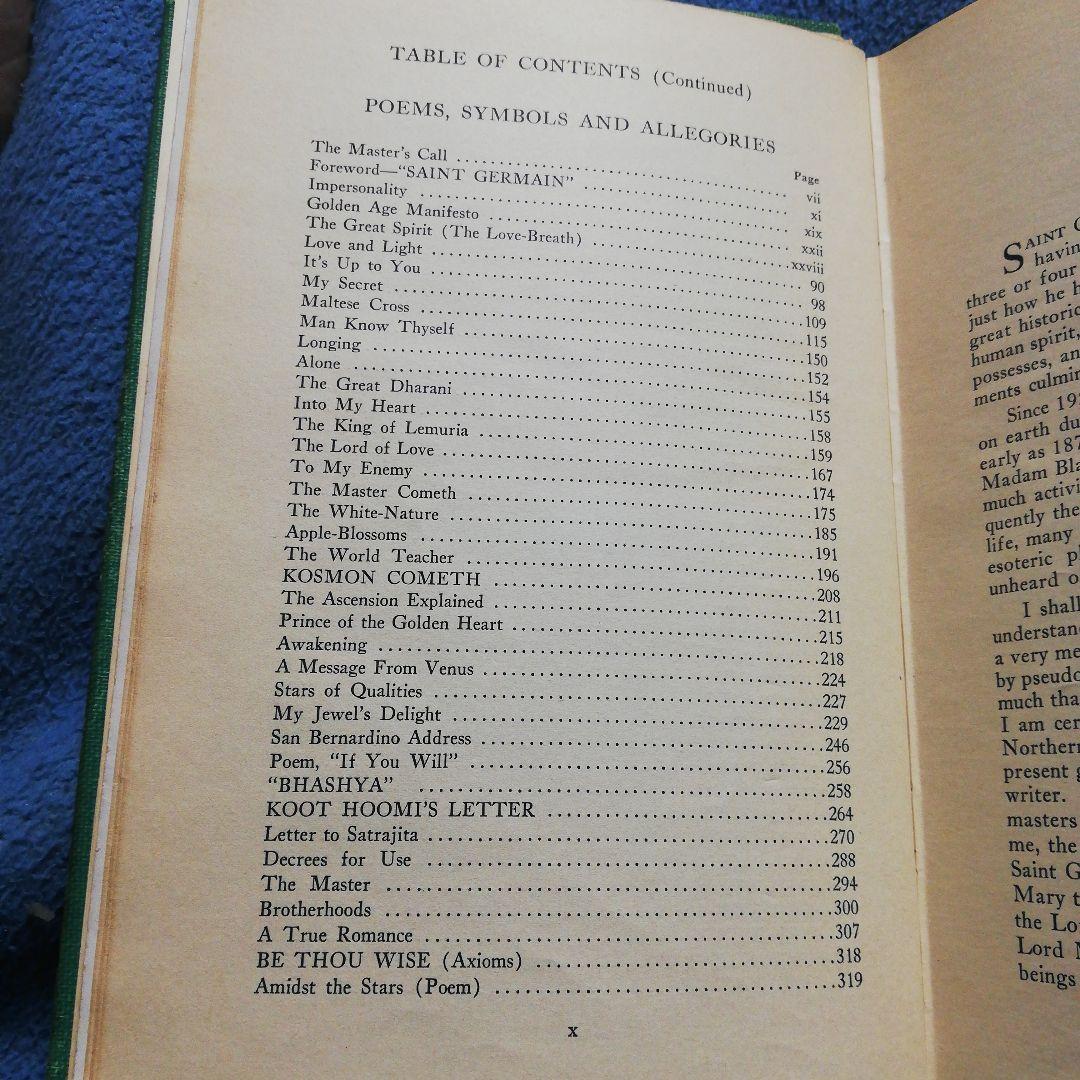 TABLE OF CONTENTS (Continued)
POEMS, SYMBOLS AND ALLEGORIES
Page
The Master's Call ........ vii
Foreword—"SAINT GERMAIN" ........ xi
Impersonality ........ xix
Golden Age Manifesto ........ xxii
The Great Spirit (The Love-Breath) ........ xxviii
Love and Light ........ 90
It's Up to You ........ 98
My Secret ........ 109
Maltese Cross ........ 115
Man Know Thyself ........ 150
Longing ........ 152
Alone ........ 154
The Great Dharani ........ 155
Into My Heart ........ 158
The King of Lemuria ........ 159
The Lord of Love ........ 167
To My Enemy ........ 174
The Master Cometh ........ 175
The White-Nature ........ 185
Apple-Blossoms ........ 191
The World Teacher ........ 196
KOSMON COMETH ........ 208
The Ascension Explained ........ 211
Prince of the Golden Heart ........ 215
Awakening ........ 218
A Message From Venus ........ 224
Stars of Qualities ........ 227
My Jewel's Delight ........ 229
San Bernardino Address ........ 246
Poem, "If You Will" ........ 256
"BHASHYA" ........ 258
KOOT HOOMI'S LETTER ........ 264
Letter to Satrajita ........ 270
Decrees for Use ........ 288
The Master ........ 294
Brotherhoods ........ 300
A True Romance ........ 307
BE THOU WISE (Axioms) ........ 318
Amidst the Stars (Poem) ........ 319
x
SAINT
havin
three or four
just how he
great historic
human spirit,
possesses, an
ments culmin
Since 19
on earth du
early as 187
Madam Bla
much activi
quently the
life, many
esoteric p
unheard o
I shall
understan
a very me
by pseudo
much tha
I am cer
Northern
present g
writer.
masters
me, the
Saint G
Mary t
the Lo
Lord
beings